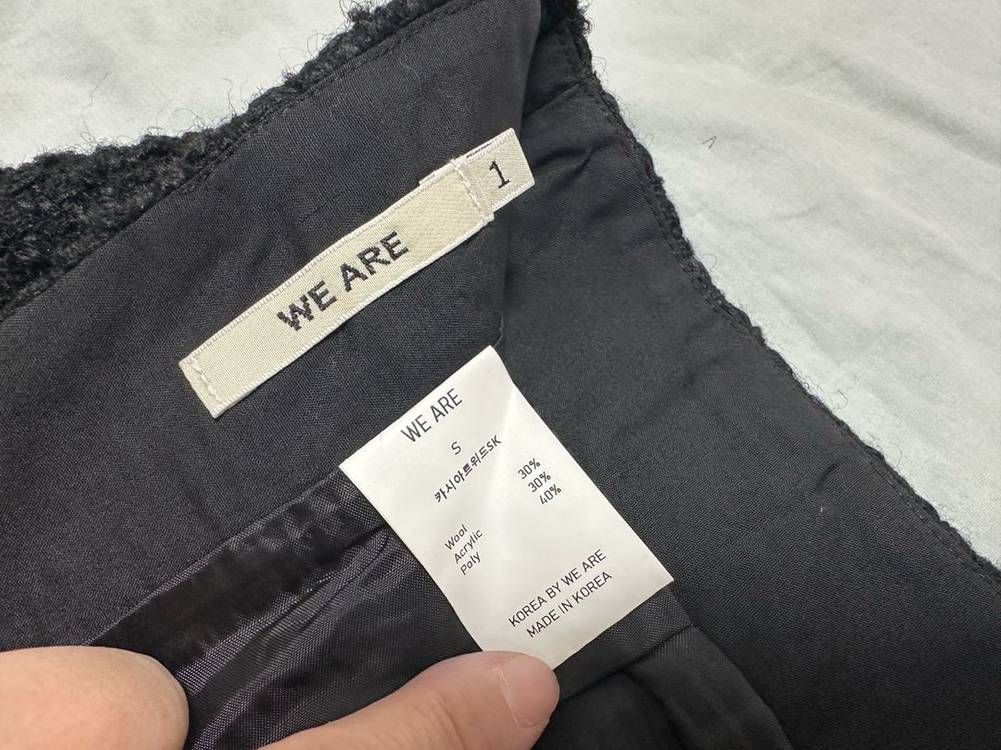 1
WE ARE
WE ARE
S
카시아트위드SK
Wool 30%
Acrylic 30%
Poly 40%
KOREA BY WE ARE
MADE IN KOREA